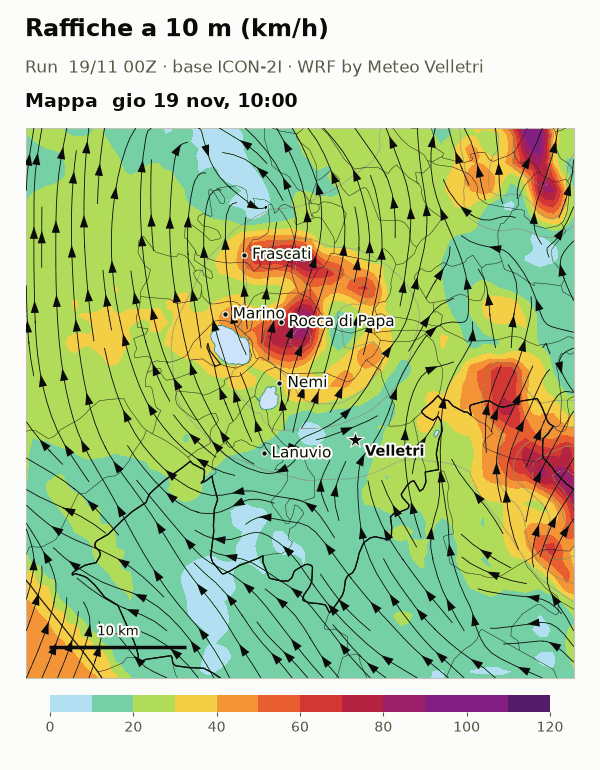 Raffiche a 10 m (km/h)
Run 19/11 00Z · base ICON-2I · WRF by Meteo Velletri
Mappa gio 19 nov, 10:00
Frascati
Marino
Rocca di Papa
Nemi
Velletri
Lanuvio
10 km
0 20 40 60 80 100 120